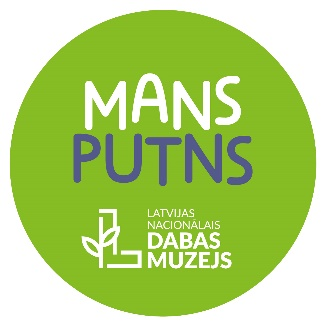 MANS
PUTNS
LATVIJAS
NACIONĀLAIS
DABAS
MUZEJS